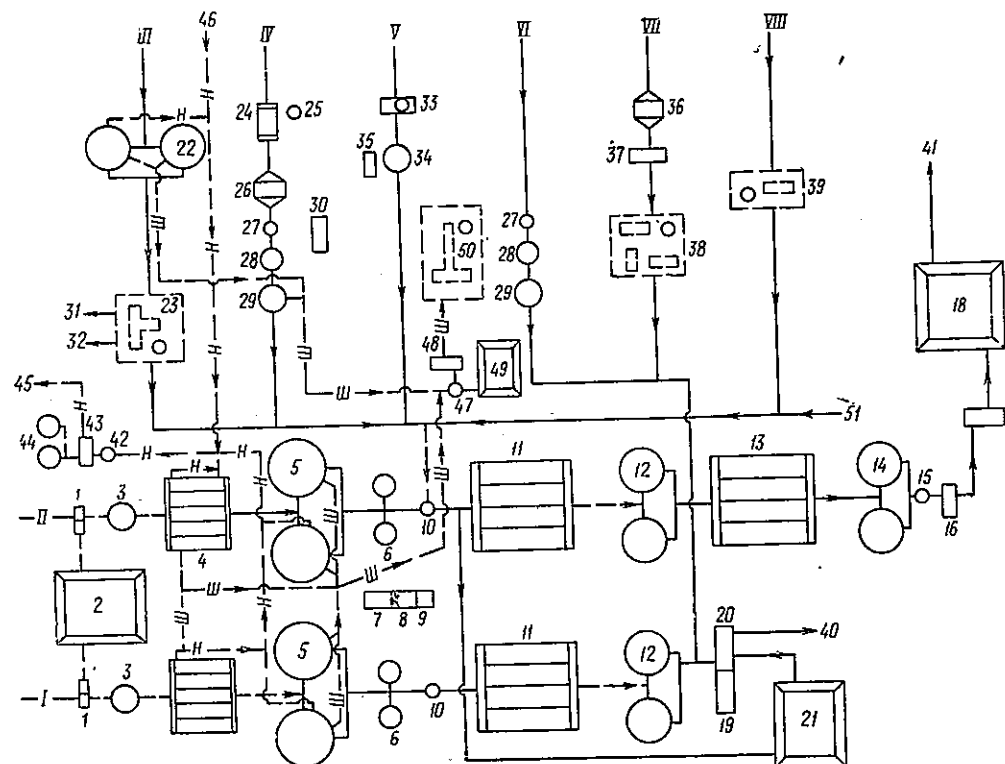 III 46 IV V VI VII VIII
Н Н
24 25 33 36
22 35 34 37 41
26 39
Ш Н 30 27 27
28 50 28 38
23 29 29 18
31 Ш Ш
32 Н 48 49
45 Ш 47
Н 43 51
44 42 Н Н Н
5 11 12 13 14
Н
II 1 3 Ш 10 15
4 6 16
Ш Ш
2 Ш Н 7 8 9
20
Н 5 11 12 40
Ш
I 3 10
1 6 19 21